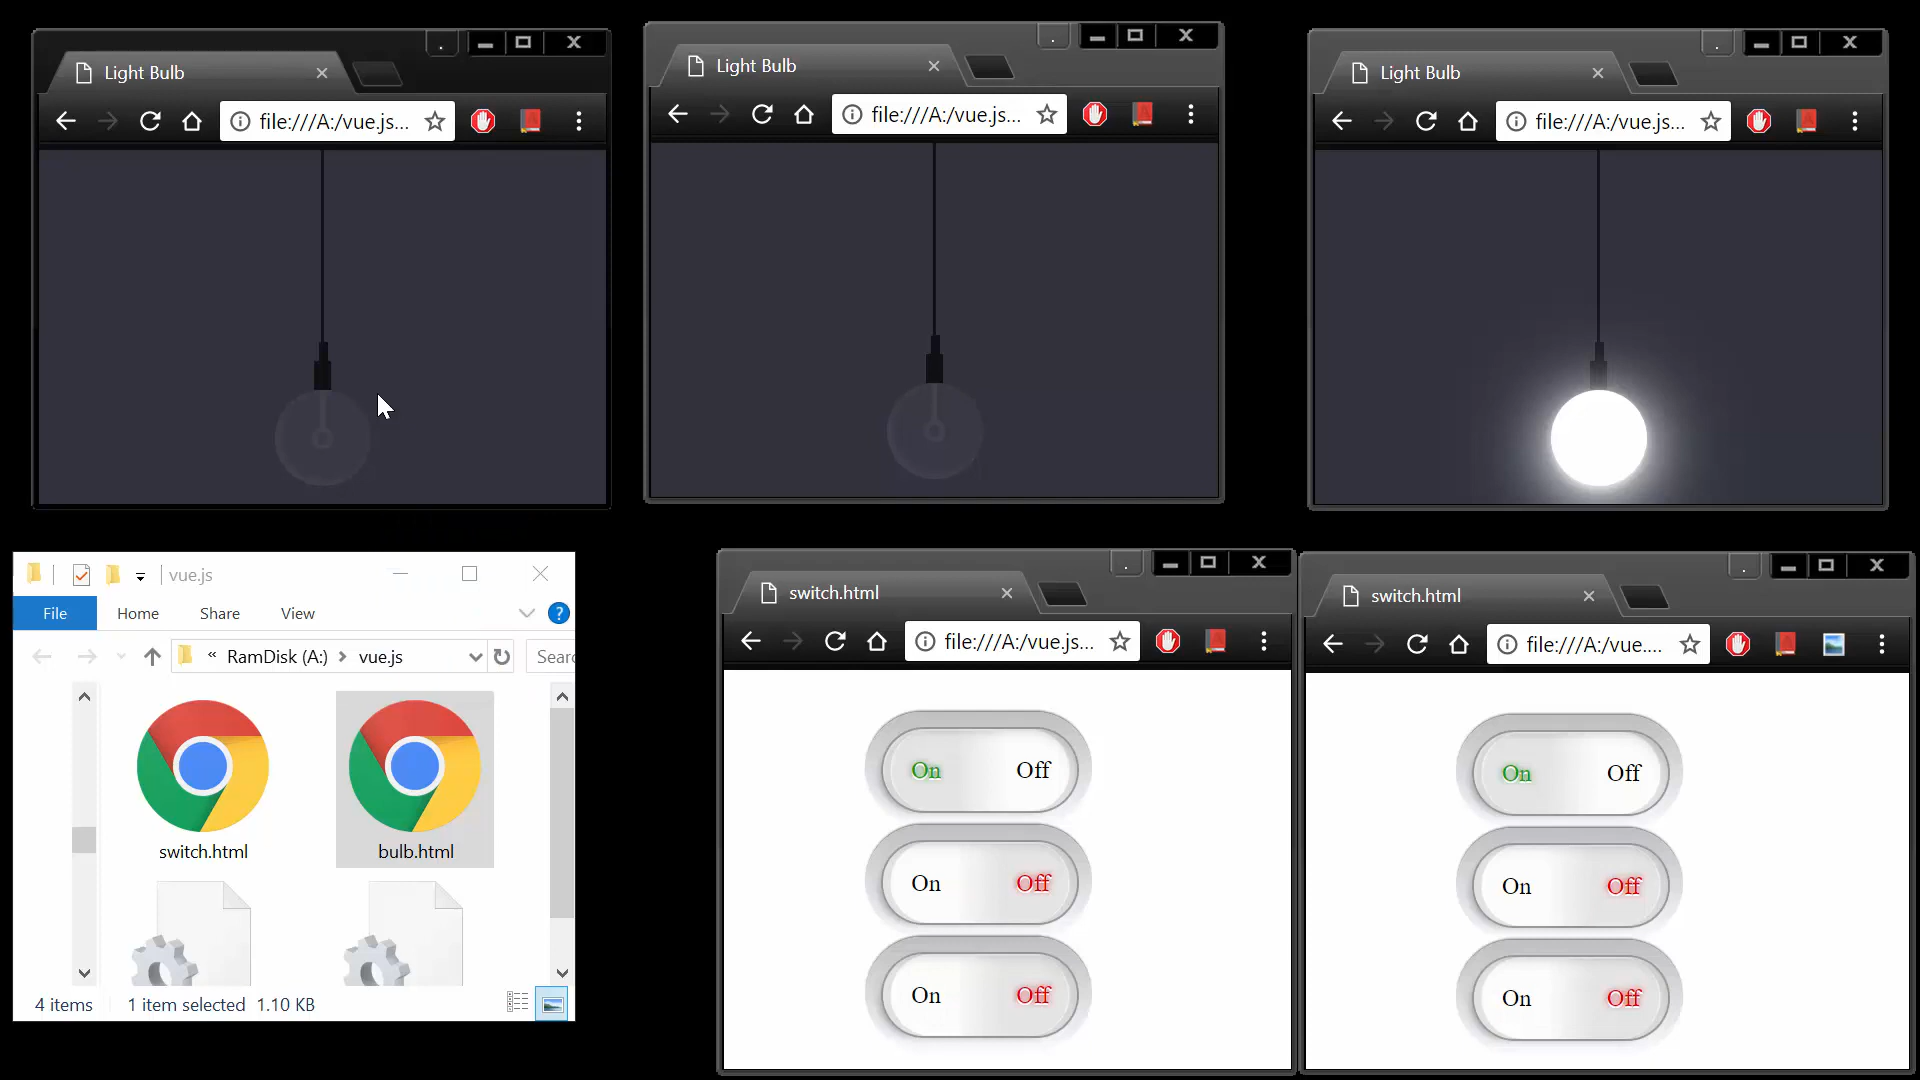 Light Bulb
file:///A:/vue.js...
Light Bulb
file:///A:/vue.js...
Light Bulb
file:///A:/vue.js...
vue.js
File Home Share View
« RamDisk (A:) > vue.js
Searc
switch.html
bulb.html
4 items 1 item selected 1.10 KB
switch.html
file:///A:/vue.js...
On Off
On Off
On Off
switch.html
file:///A:/vue....
On Off
On Off
On Off